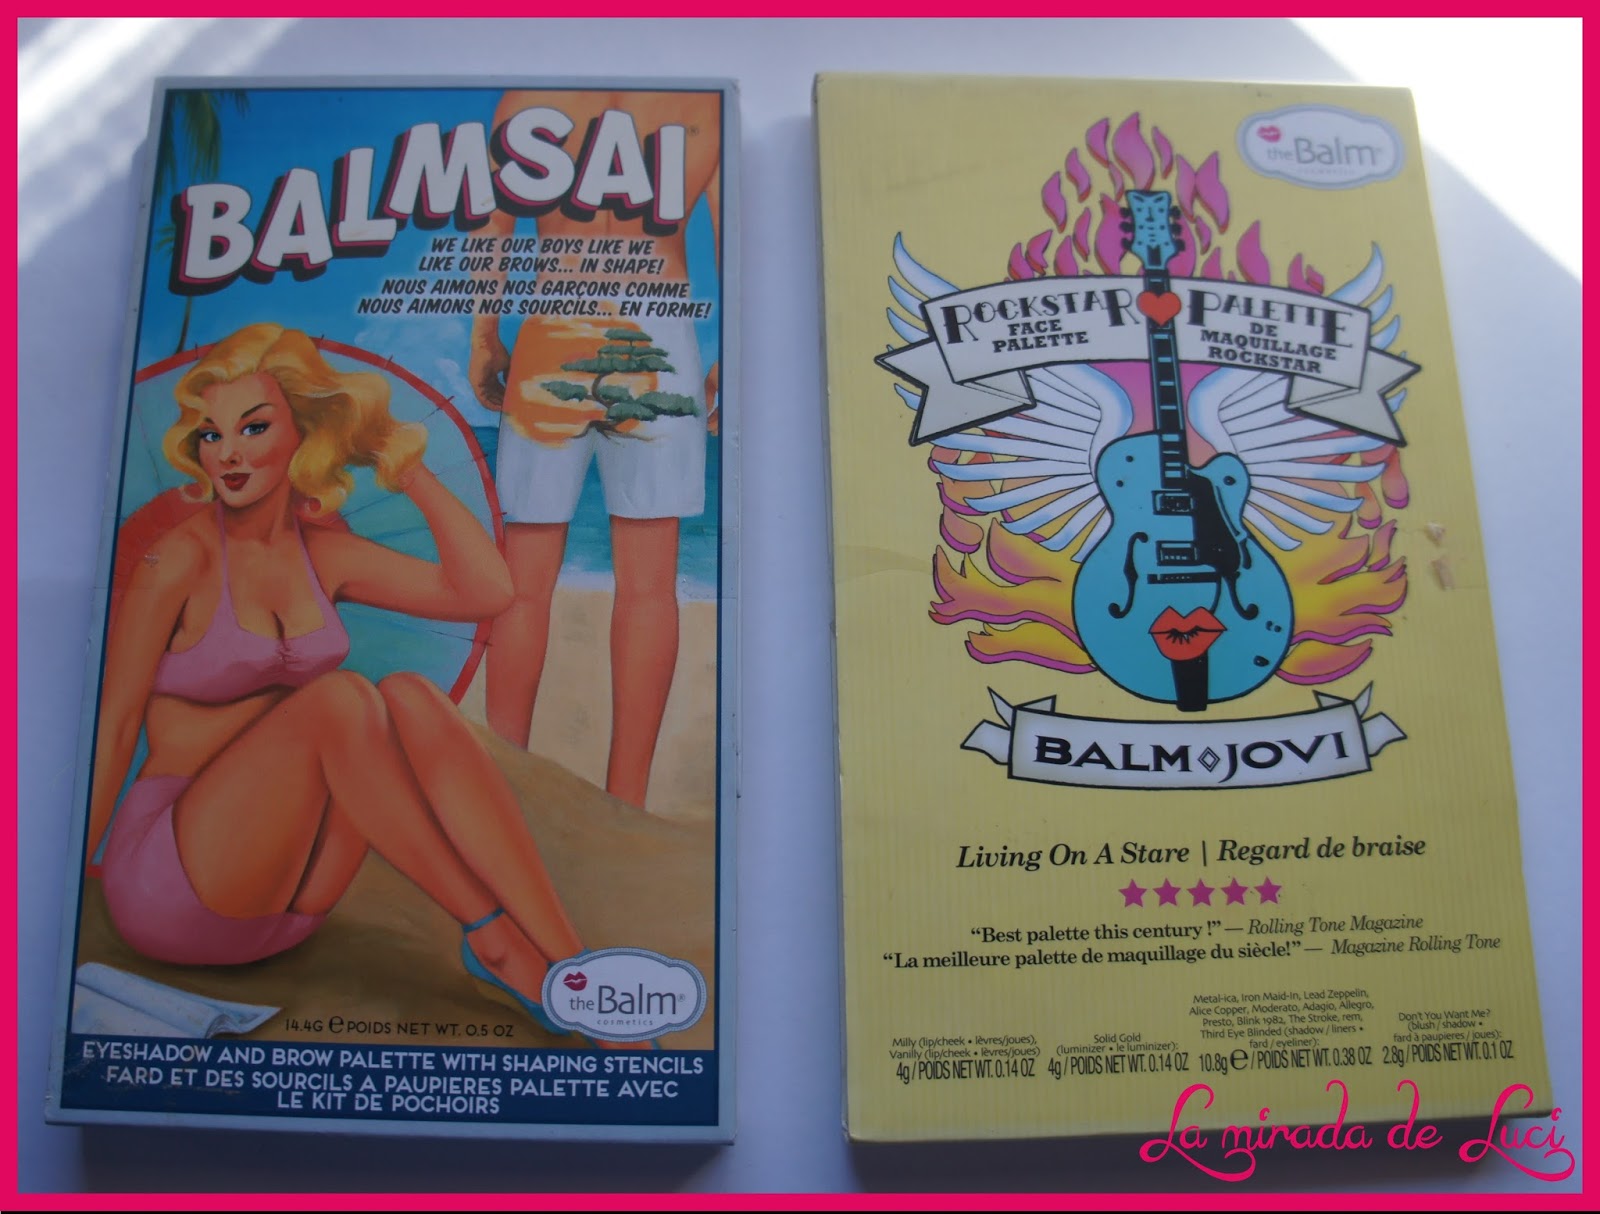 BALMSAI®
WE LIKE OUR BOYS LIKE WE
LIKE OUR BROWS... IN SHAPE!
NOUS AIMONS NOS GARÇONS COMME
NOUS AIMONS NOS SOURCILS... EN FORME!
theBalm®
cosmetics
14.4G e POIDS NET WT. 0.5 OZ
EYESHADOW AND BROW PALETTE WITH SHAPING STENCILS
FARD ET DES SOURCILS A PAUPIERES PALETTE AVEC
LE KIT DE POCHOIRS
theBalm®
cosmetics
ROCKSTAR PALETTE
FACE PALETTE
DE MAQUILLAGE ROCKSTAR
BALM JOVI
Living On A Stare | Regard de braise
“Best palette this century !” — Rolling Tone Magazine
“La meilleure palette de maquillage du siècle!” — Magazine Rolling Tone
Milly (lip/cheek • lèvres/joues),
Vanilly (lip/cheek • lèvres/joues)
4g / POIDS NET WT. 0.14 OZ
Solid Gold
(luminizer • le luminizer):
4g / POIDS NET WT. 0.14 OZ
Metal-ica, Iron Maid-In, Lead Zeppelin,
Alice Copper, Moderato, Adagio, Allegro,
Presto, Blink 1982, The Stroke, rem,
Third Eye Blinded (shadow / liners •
fard / eyeliner):
10.8g e / POIDS NET WT. 0.38 OZ
Don't You Want Me?
(blush / shadow •
fard à paupières / joues):
2.8g / POIDS NET WT. 0.1 OZ
La mirada de Luci